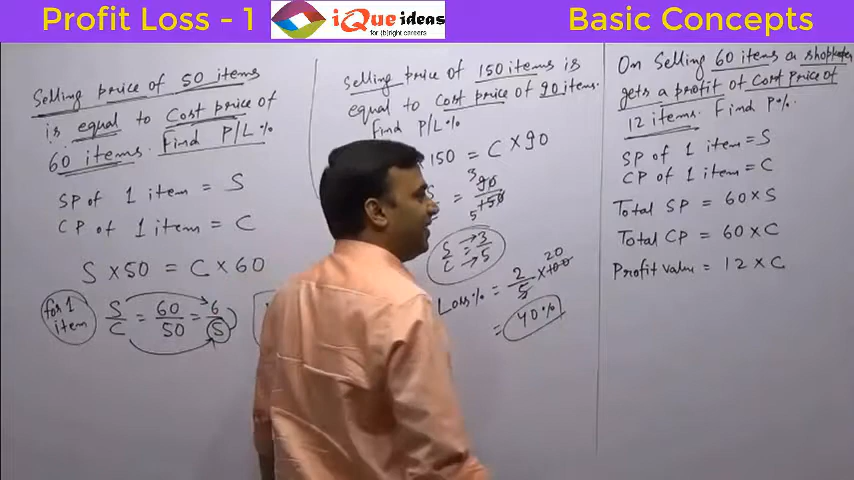 Profit Loss - 1
iQue ideas
for (b)right careers
Basic Concepts
Selling price of 50 items
is equal to Cost price of
60 items. Find P/L%
SP of 1 item = S
CP of 1 item = C
S × 50 = C × 60
for 1
item
S/C = 60/50 = 6/5
Selling price of 150 items is
equal to Cost price of 90 items.
Find P/L%
150 = C × 90
= 90/150
3
5
S/C → 3
→ 5
Loss% = 2/5 × 100
20
= 40%
On Selling 60 items a shopkeeper
gets a profit of Cost Price of
12 items. Find P%.
SP of 1 item = S
CP of 1 item = C
Total SP = 60 × S
Total CP = 60 × C
Profit value = 12 × C